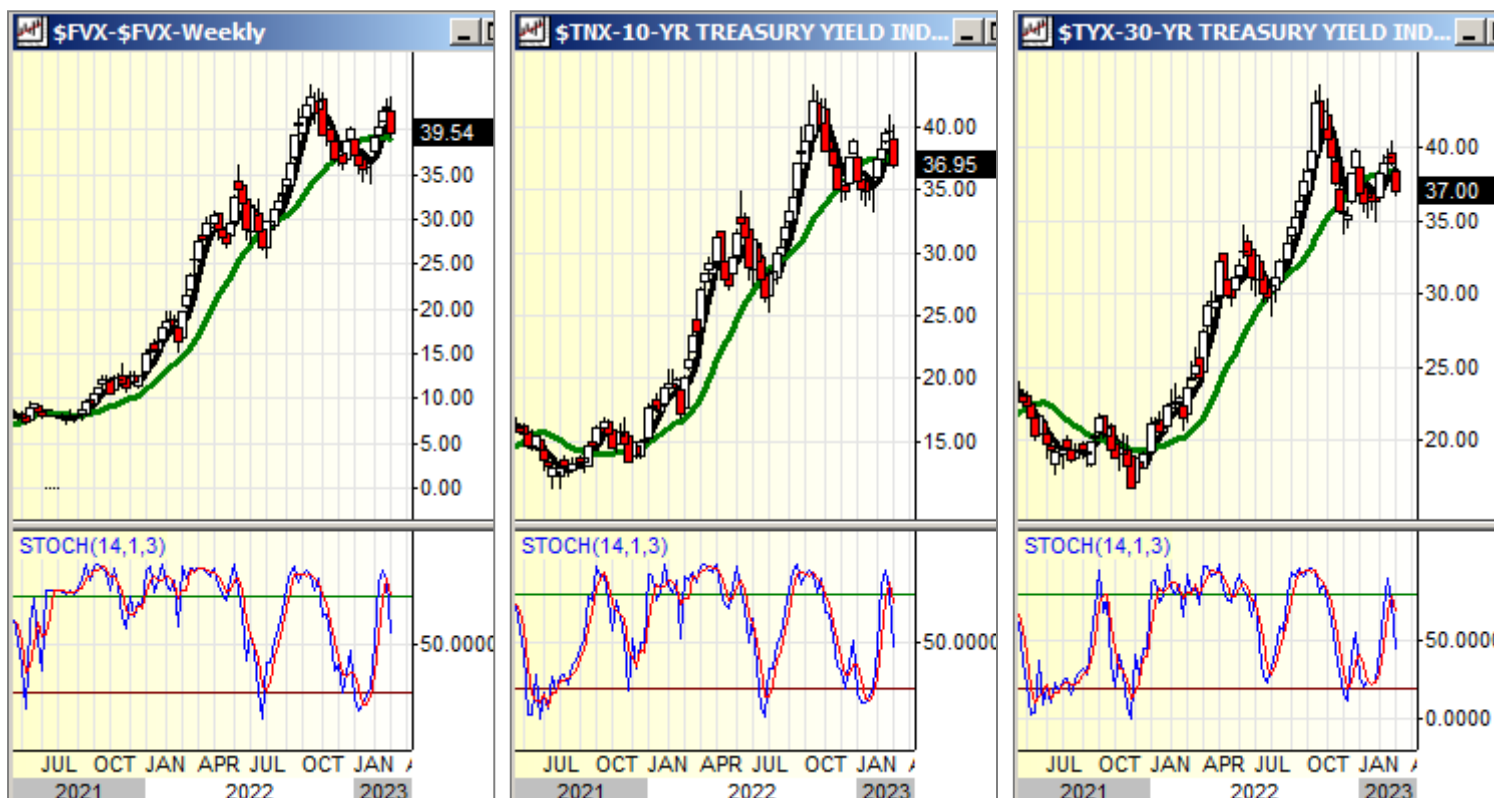 $FVX-$FVX-Weekly
39.54
35.00
30.00
25.00
20.00
15.00
10.00
5.00
0.00
STOCH(14,1,3)
50.0000
JUL OCT JAN APR JUL OCT JAN A
2021 2022 2023
$TNX-10-YR TREASURY YIELD IND...
40.00
36.95
35.00
30.00
25.00
20.00
15.00
STOCH(14,1,3)
50.0000
JUL OCT JAN APR JUL OCT JAN A
2021 2022 2023
$TYX-30-YR TREASURY YIELD IND...
40.00
37.00
35.00
30.00
25.00
20.00
STOCH(14,1,3)
50.0000
0.0000
JUL OCT JAN APR JUL OCT JAN A
2021 2022 2023